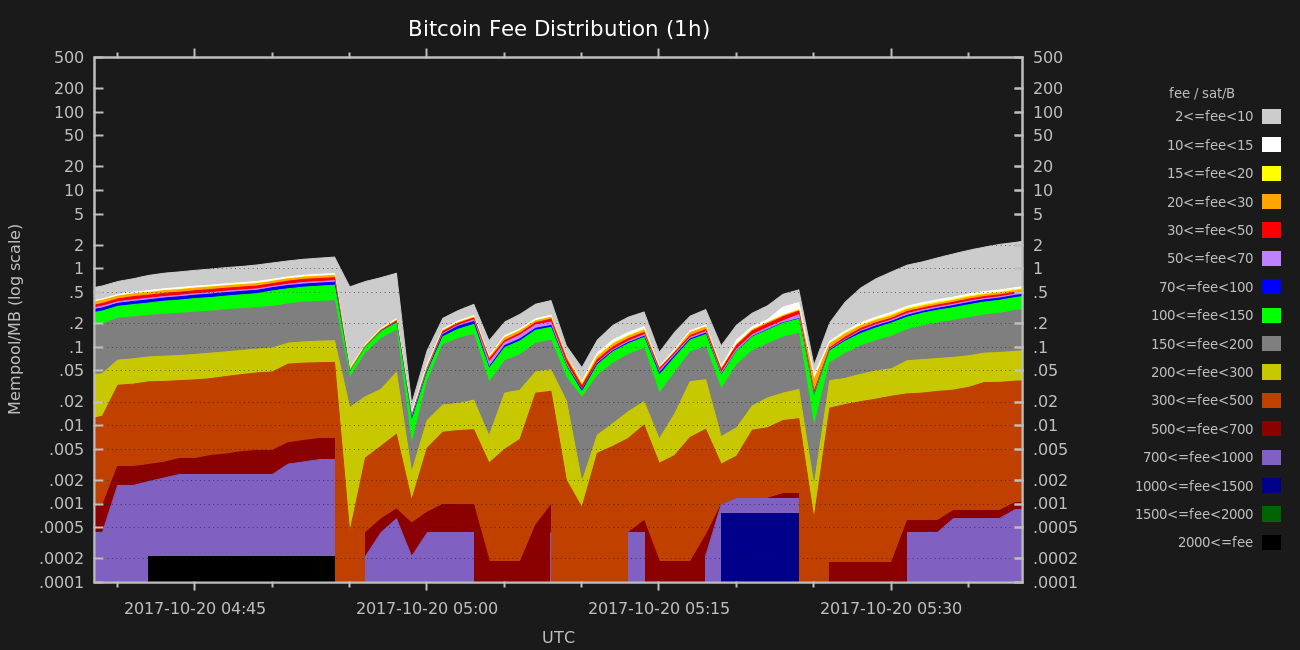 Bitcoin Fee Distribution (1h)
Mempool/MB (log scale)
500
200
100
50
20
10
5
2
1
.5
.2
.1
.05
.02
.01
.005
.002
.001
.0005
.0002
.0001
500
200
100
50
20
10
5
2
1
.5
.2
.1
.05
.02
.01
.005
.002
.001
.0005
.0002
.0001
2017-10-20 04:45
2017-10-20 05:00
2017-10-20 05:15
2017-10-20 05:30
UTC
fee / sat/B
2<=fee<10
10<=fee<15
15<=fee<20
20<=fee<30
30<=fee<50
50<=fee<70
70<=fee<100
100<=fee<150
150<=fee<200
200<=fee<300
300<=fee<500
500<=fee<700
700<=fee<1000
1000<=fee<1500
1500<=fee<2000
2000<=fee